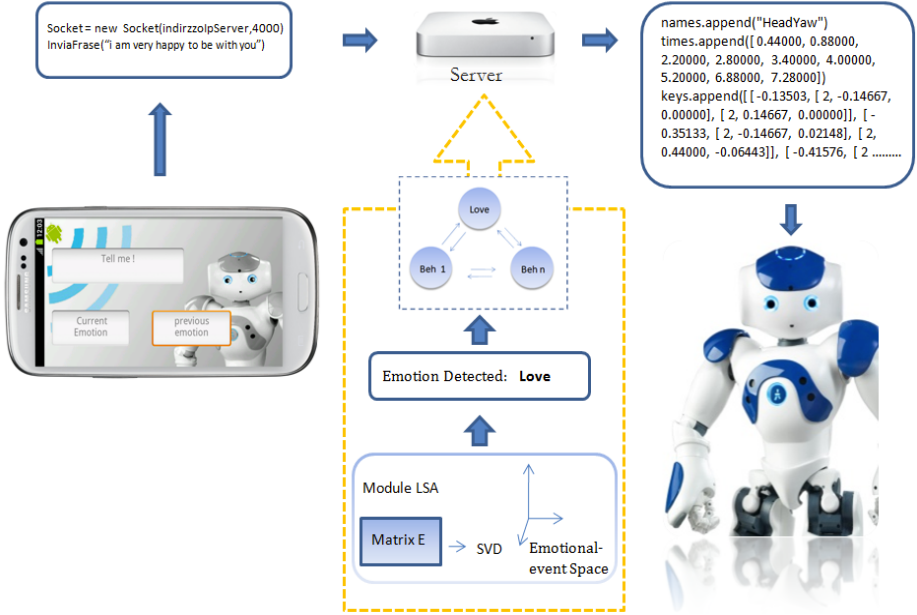 Socket = new Socket(indirzzoIpServer,4000)
InviaFrase("i am very happy to be with you")
Server
names.append("HeadYaw")
times.append([ 0.44000, 0.88000,
2.20000, 2.80000, 3.40000, 4.00000,
5.20000, 6.88000, 7.28000])
keys.append([ [ -0.13503, [ 2, -0.14667,
0.00000], [ 2, 0.14667, 0.00000]], [ -
0.35133, [ 2, -0.14667, 0.02148], [ 2,
0.44000, -0.06443]], [ -0.41576, [ 2 .........
12:03
Tell me !
Current
Emotion
previous
emotion
Love
Beh 1
Beh n
Emotion Detected: Love
Module LSA
Matrix E
SVD
Emotional-
event Space